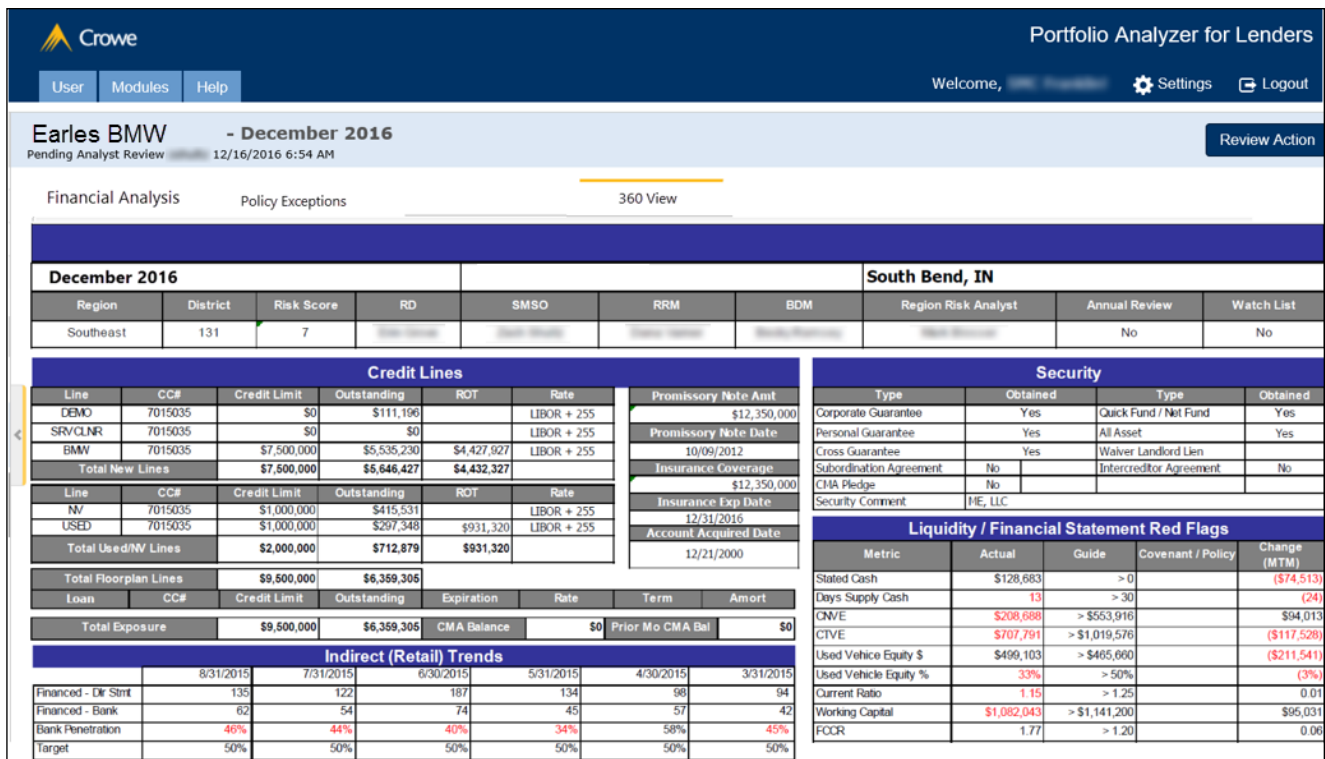 Crowe
Portfolio Analyzer for Lenders
User Modules Help
Welcome, Settings Logout
Earles BMW - December 2016
Pending Analyst Review 12/16/2016 6:54 AM
Review Action
Financial Analysis Policy Exceptions 360 View
December 2016 South Bend, IN
Region District Risk Score RD SMSO RRM BDM Region Risk Analyst Annual Review Watch List
Southeast 131 7 No No
Credit Lines
Line CC# Credit Limit Outstanding ROT Rate
DEMO 7015035 $0 $111,196 LIBOR + 255
SRVCLNR 7015035 $0 $0 LIBOR + 255
BMW 7015035 $7,500,000 $5,535,230 $4,427,927 LIBOR + 255
Total New Lines $7,500,000 $5,646,427 $4,432,327
Line CC# Credit Limit Outstanding ROT Rate
NV 7015035 $1,000,000 $415,531 LIBOR + 255
USED 7015035 $1,000,000 $297,348 $931,320 LIBOR + 255
Total Used/NV Lines $2,000,000 $712,879 $931,320
Total Floorplan Lines $9,500,000 $6,359,305
Loan CC# Credit Limit Outstanding Expiration Rate Term Amort
Total Exposure $9,500,000 $6,359,305 CMA Balance $0 Prior Mo CMA Bal $0
Promissory Note Amt
$12,350,000
Promissory Note Date
10/09/2012
Insurance Coverage
$12,350,000
Insurance Exp Date
12/31/2016
Account Acquired Date
12/21/2000
Indirect (Retail) Trends
8/31/2015 7/31/2015 6/30/2015 5/31/2015 4/30/2015 3/31/2015
Financed - Dlr Stmt 135 122 187 134 98 94
Financed - Bank 62 54 74 45 57 42
Bank Penetration 46% 44% 40% 34% 58% 45%
Target 50% 50% 50% 50% 50% 50%
Security
Type Obtained Type Obtained
Corporate Guarantee Yes Quick Fund / Net Fund Yes
Personal Guarantee Yes All Asset Yes
Cross Guarantee Yes Waiver Landlord Lien
Subordination Agreement No Intercreditor Agreement No
CMA Pledge No
Security Comment ME, LLC
Liquidity / Financial Statement Red Flags
Metric Actual Guide Covenant / Policy Change (MTM)
Stated Cash $128,683 > 0 ($74,513)
Days Supply Cash 13 > 30 (24)
CNVE $208,688 > $553,916 $94,013
CTVE $707,791 > $1,019,576 ($117,528)
Used Vehice Equity $ $499,103 > $465,660 ($211,541)
Used Vehicle Equity % 33% > 50% (3%)
Current Ratio 1.15 > 1.25 0.01
Working Capital $1,082,043 > $1,141,200 $95,031
FCCR 1.77 > 1.20 0.06